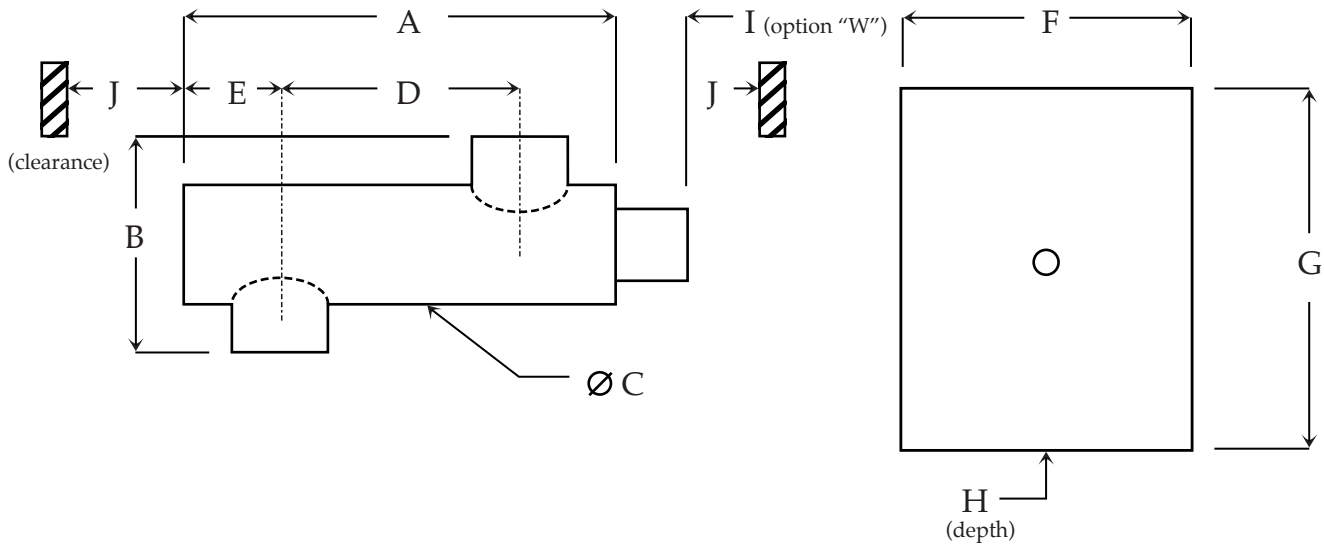 A
I (option “W”)
F
J
E
D
J
(clearance)
B
G
⌀ C
H
(depth)